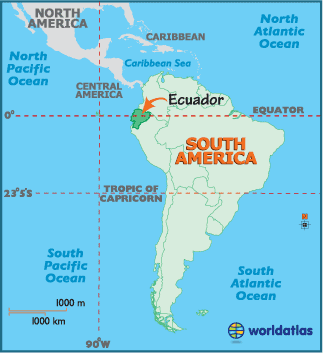 NORTH
AMERICA
CARIBBEAN
North
Atlantic
Ocean
North
Pacific
Ocean
Caribbean Sea
CENTRAL
AMERICA
Ecuador
0°
EQUATOR
SOUTH
AMERICA
23°5'S
TROPIC OF
CAPRICORN
South
Pacific
Ocean
South
Atlantic
Ocean
1000 m
1000 km
worldatlas
90°W